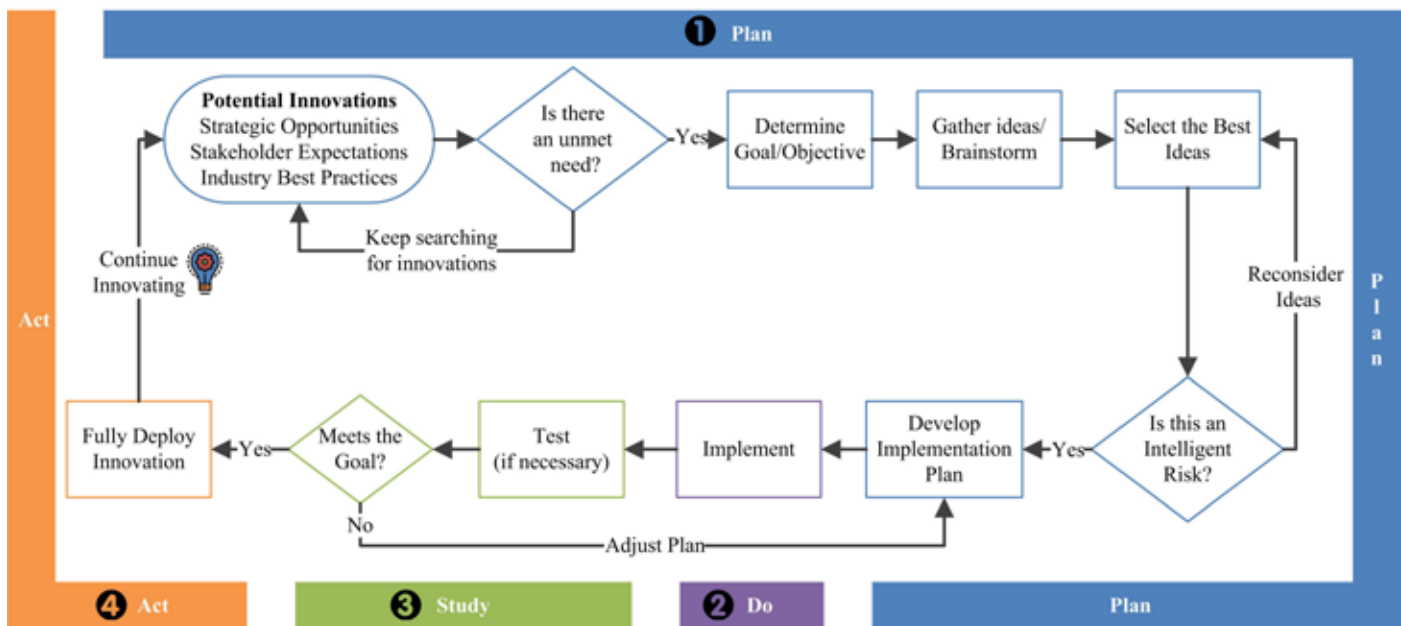 ❶ Plan
Potential Innovations
Strategic Opportunities
Stakeholder Expectations
Industry Best Practices
Is there
an unmet
need?
Yes
Determine
Goal/Objective
Gather ideas/
Brainstorm
Select the Best
Ideas
Keep searching
for innovations
Continue
Innovating
Reconsider
Ideas
Act
P
l
a
n
Fully Deploy
Innovation
Yes
Meets the
Goal?
Test
(if necessary)
Implement
Develop
Implementation
Plan
Yes
Is this an
Intelligent
Risk?
No
Adjust Plan
❹ Act
❸ Study
❷ Do
Plan